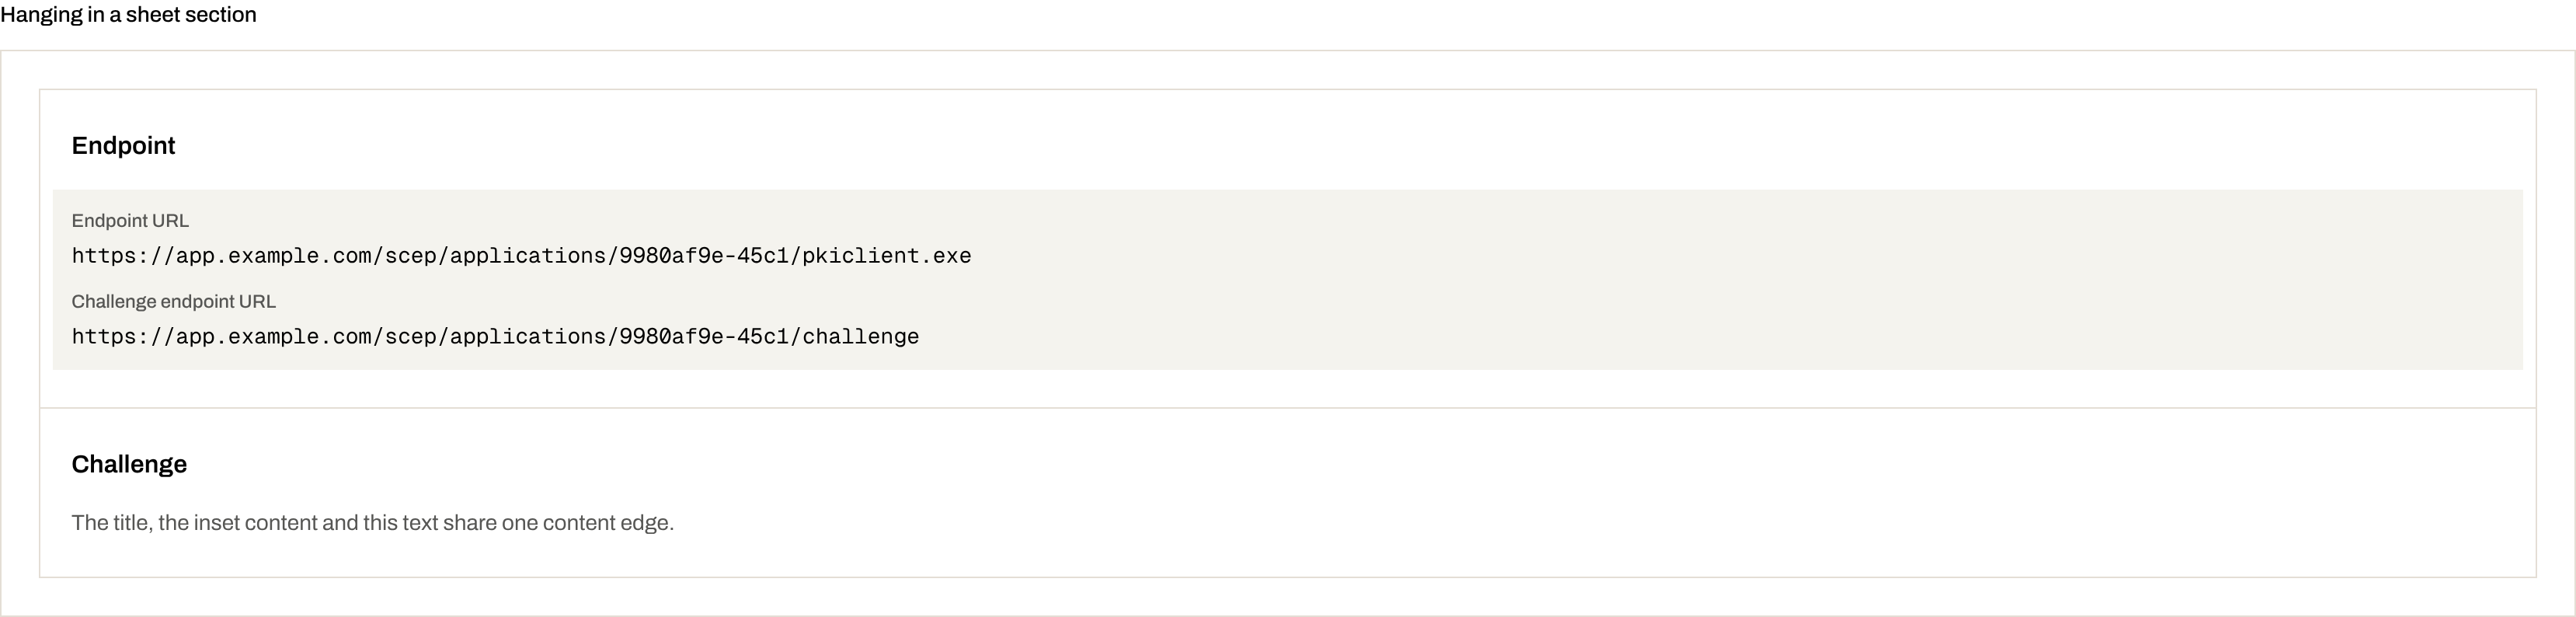 Hanging in a sheet section
Endpoint
Endpoint URL
https://app.example.com/scep/applications/9980af9e-45c1/pkiclient.exe
Challenge endpoint URL
https://app.example.com/scep/applications/9980af9e-45c1/challenge
Challenge
The title, the inset content and this text share one content edge.